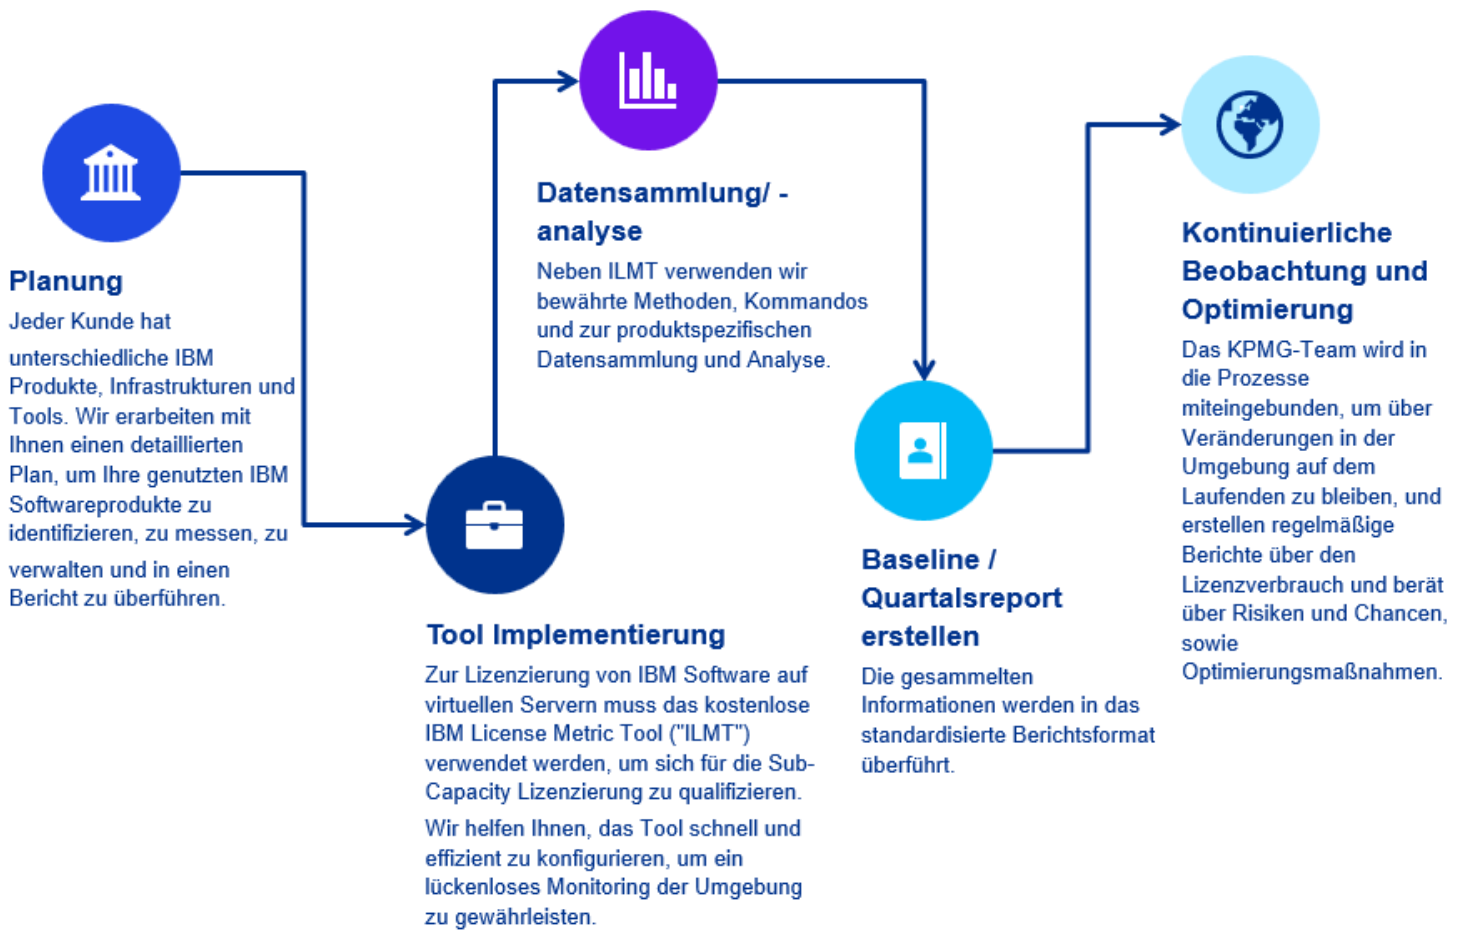 Planung
Jeder Kunde hat
unterschiedliche IBM
Produkte, Infrastrukturen und
Tools. Wir erarbeiten mit
Ihnen einen detaillierten
Plan, um Ihre genutzten IBM
Softwareprodukte zu
identifizieren, zu messen, zu
verwalten und in einen
Bericht zu überführen.
Tool Implementierung
Zur Lizenzierung von IBM Software auf
virtuellen Servern muss das kostenlose
IBM License Metric Tool ("ILMT")
verwendet werden, um sich für die Sub-
Capacity Lizenzierung zu qualifizieren.
Wir helfen Ihnen, das Tool schnell und
effizient zu konfigurieren, um ein
lückenloses Monitoring der Umgebung
zu gewährleisten.
Datensammlung/ -
analyse
Neben ILMT verwenden wir
bewährte Methoden, Kommandos
und zur produktspezifischen
Datensammlung und Analyse.
Baseline /
Quartalsreport
erstellen
Die gesammelten
Informationen werden in das
standardisierte Berichtsformat
überführt.
Kontinuierliche
Beobachtung und
Optimierung
Das KPMG-Team wird in
die Prozesse
miteingebunden, um über
Veränderungen in der
Umgebung auf dem
Laufenden zu bleiben, und
erstellen regelmäßige
Berichte über den
Lizenzverbrauch und berät
über Risiken und Chancen,
sowie
Optimierungsmaßnahmen.